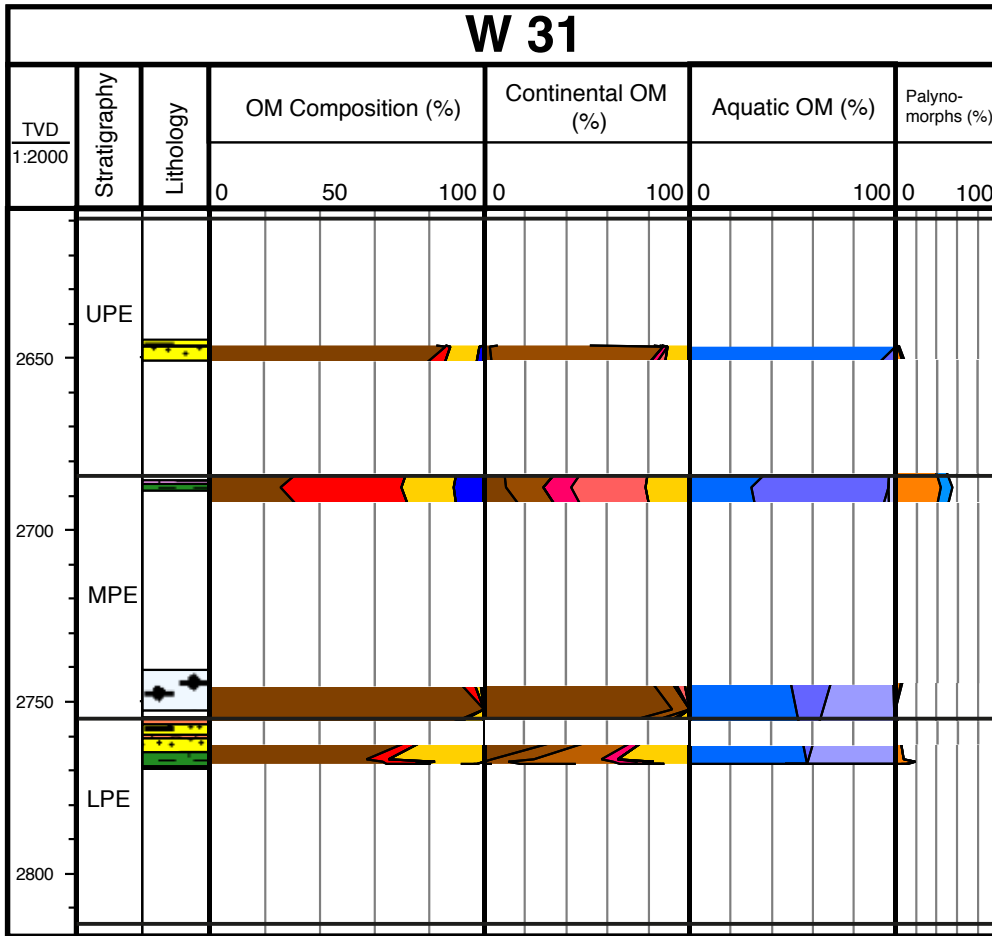 W 31
TVD
1:2000
Stratigraphy
Lithology
OM Composition (%)
Continental OM
(%)
Aquatic OM (%)
Palyno-
morphs (%)
0 50 100
0 100
0 100
0 100
UPE
2650
2700
MPE
2750
LPE
2800